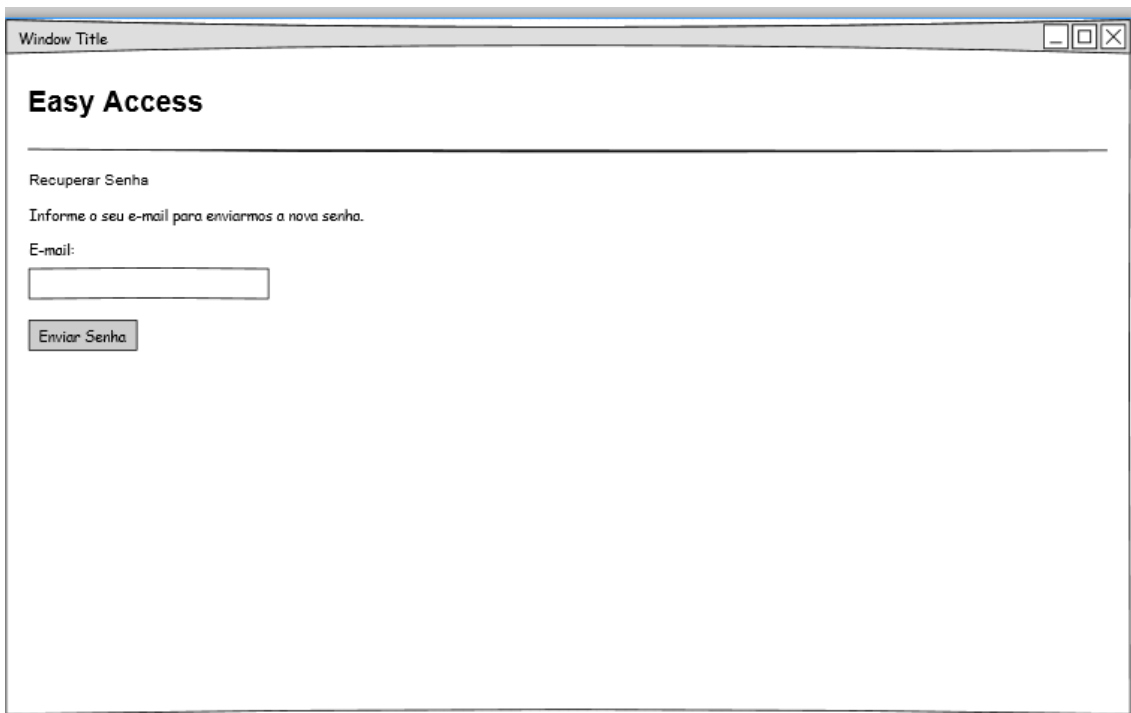 Window Title
Easy Access
Recuperar Senha
Informe o seu e-mail para enviarmos a nova senha.
E-mail:
Enviar Senha